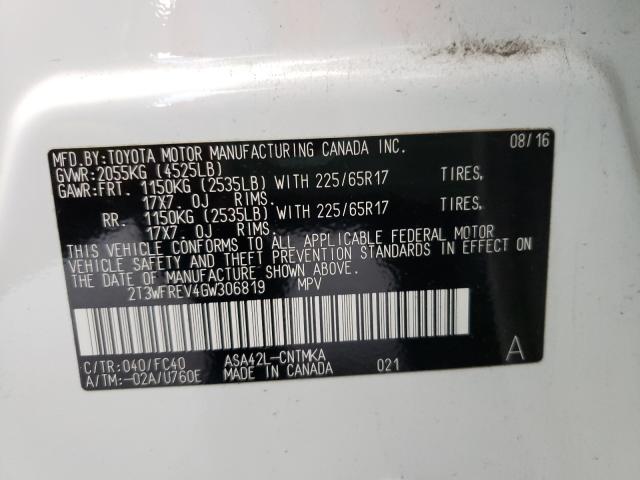 MFD.BY:TOYOTA MOTOR MANUFACTURING CANADA INC. 08/16
GVWR:2055KG (4525LB)
GAWR:FRT. 1150KG (2535LB) WITH 225/65R17 TIRES,
17X7.0J RIMS.
RR. 1150KG (2535LB) WITH 225/65R17 TIRES,
17X7.0J RIMS.
THIS VEHICLE CONFORMS TO ALL APPLICABLE FEDERAL MOTOR
VEHICLE SAFETY AND THEFT PREVENTION STANDARDS IN EFFECT ON
THE DATE OF MANUFACTURE SHOWN ABOVE.
2T3WFREV4GW306819 MPV
C/TR:040/FC40 ASA42L-CNTMKA 021 A
A/TM:-02A/U760E MADE IN CANADA